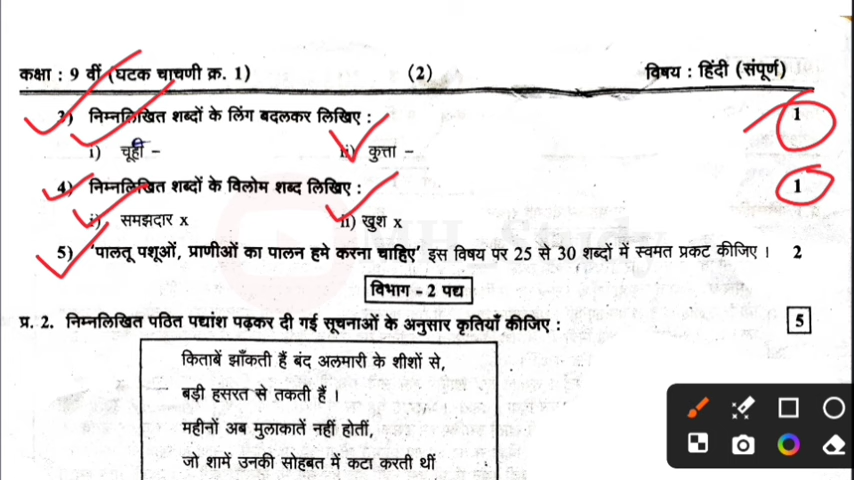 कक्षा : 9 वीं (घटक चाचणी क्र. 1) (2) विषय : हिंदी (संपूर्ण)
3) निम्नलिखित शब्दों के लिंग बदलकर लिखिए : 1
i) चूही – ii) कुत्ता –
4) निम्नलिखित शब्दों के विलोम शब्द लिखिए : 1
i) समझदार x ii) खुश x
5) 'पालतू पशूओं, प्राणीओं का पालन हमे करना चाहिए' इस विषय पर 25 से 30 शब्दों में स्वमत प्रकट कीजिए । 2
विभाग - 2 पद्य
प्र. 2. निम्नलिखित पठित पद्यांश पढ़कर दी गई सूचनाओं के अनुसार कृतियाँ कीजिए : 5
किताबें झाँकती हैं बंद अलमारी के शीशों से,
बड़ी हसरत से तकती हैं ।
महीनों अब मुलाकातें नहीं होतीं,
जो शामें उनकी सोहबत में कटा करती थीं